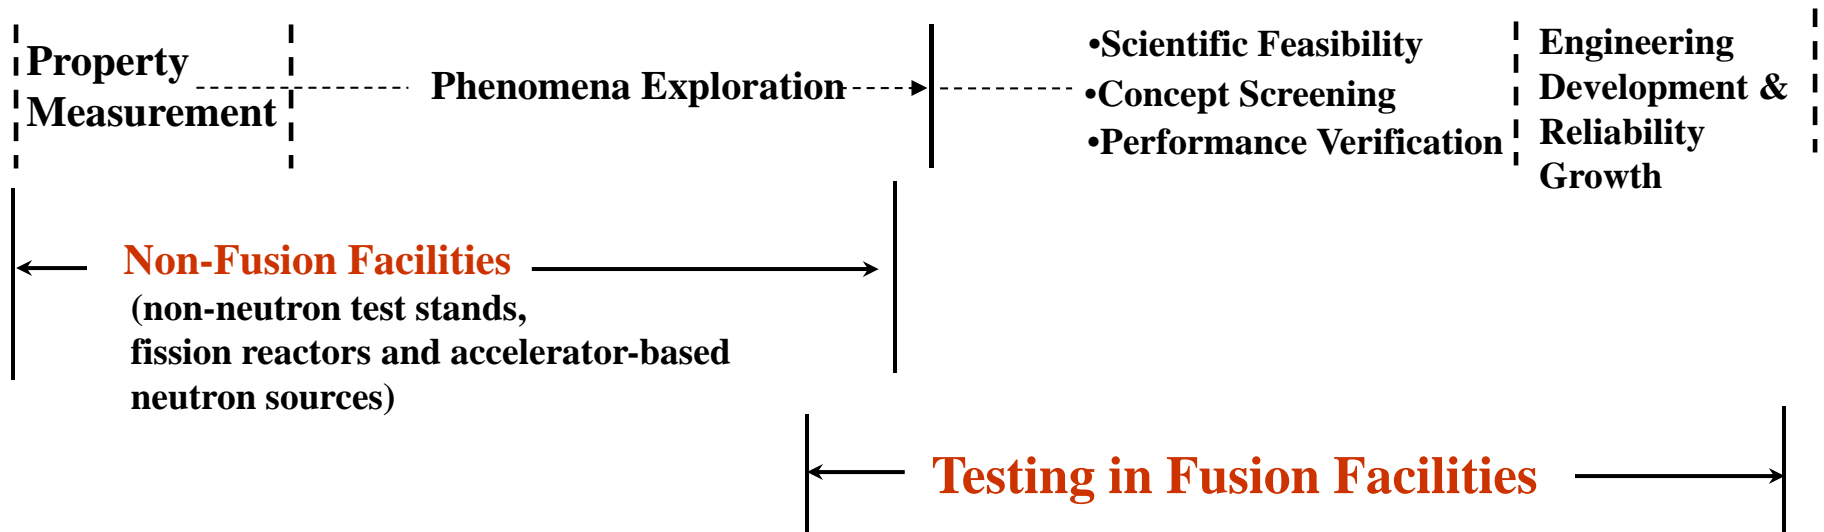 Property
Measurement
Phenomena Exploration
•Scientific Feasibility
•Concept Screening
•Performance Verification
Engineering
Development &
Reliability
Growth
Non-Fusion Facilities
(non-neutron test stands,
fission reactors and accelerator-based
neutron sources)
Testing in Fusion Facilities